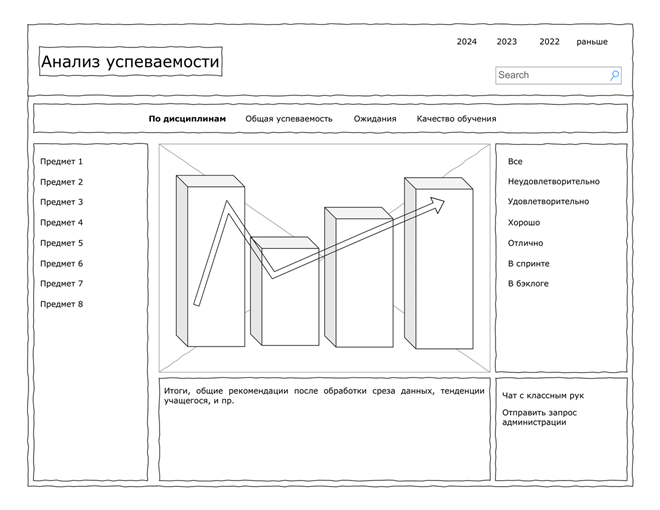 2024 2023 2022 раньше
Анализ успеваемости
Search
По дисциплинам Общая успеваемость Ожидания Качество обучения
Предмет 1
Предмет 2
Предмет 3
Предмет 4
Предмет 5
Предмет 6
Предмет 7
Предмет 8
Все
Неудовлетворительно
Удовлетворительно
Хорошо
Отлично
В спринте
В бэклоге
Итоги, общие рекомендации после обработки среза данных, тенденции
учащегося, и пр.
Чат с классным рук
Отправить запрос
администрации